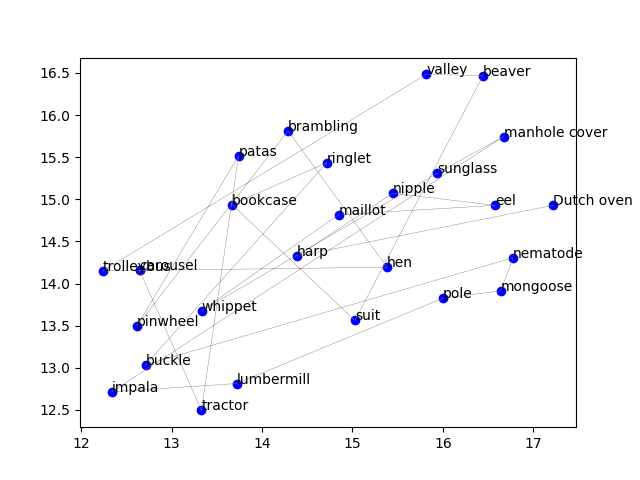 16.5
16.0
15.5
15.0
14.5
14.0
13.5
13.0
12.5
12
13
14
15
16
17
valley
beaver
brambling
manhole cover
patas
ringlet
sunglass
nipple
bookcase
maillot
eel
Dutch oven
harp
hen
nematode
trolleybus
carousel
mongoose
pole
whippet
pinwheel
suit
buckle
impala
lumbermill
tractor